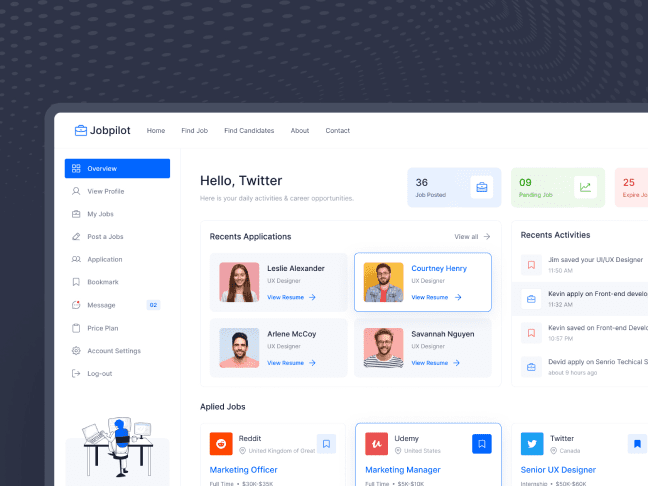 Jobpilot
Home
Find Job
Find Candidates
About
Contact
Overview
View Profile
My Jobs
Post a Jobs
Application
Bookmark
Message
02
Price Plan
Account Settings
Log-out
Hello, Twitter
Here is your daily activities & career opportunities.
36
Job Posted
09
Pending Job
25
Expire Jo
Recents Applications
View all
Leslie Alexander
UX Designer
View Resume
Courtney Henry
UX Designer
View Resume
Arlene McCoy
UX Designer
View Resume
Savannah Nguyen
UX Designer
View Resume
Recents Activities
Jim saved your UI/UX Designer
11:50 AM
Kevin apply on Front-end develo
11:32 AM
Kevin saved on Front-end Develo
10:37 PM
Devid apply on Senrio Techical S
about 9 hours ago
Aplied Jobs
Reddit
United Kingdom of Great
Marketing Officer
Full Time • $30K-$35K
Udemy
United States
Marketing Manager
Full Time • $5K-$10K
Twitter
Canada
Senior UX Designer
Internship • $50K-$60K